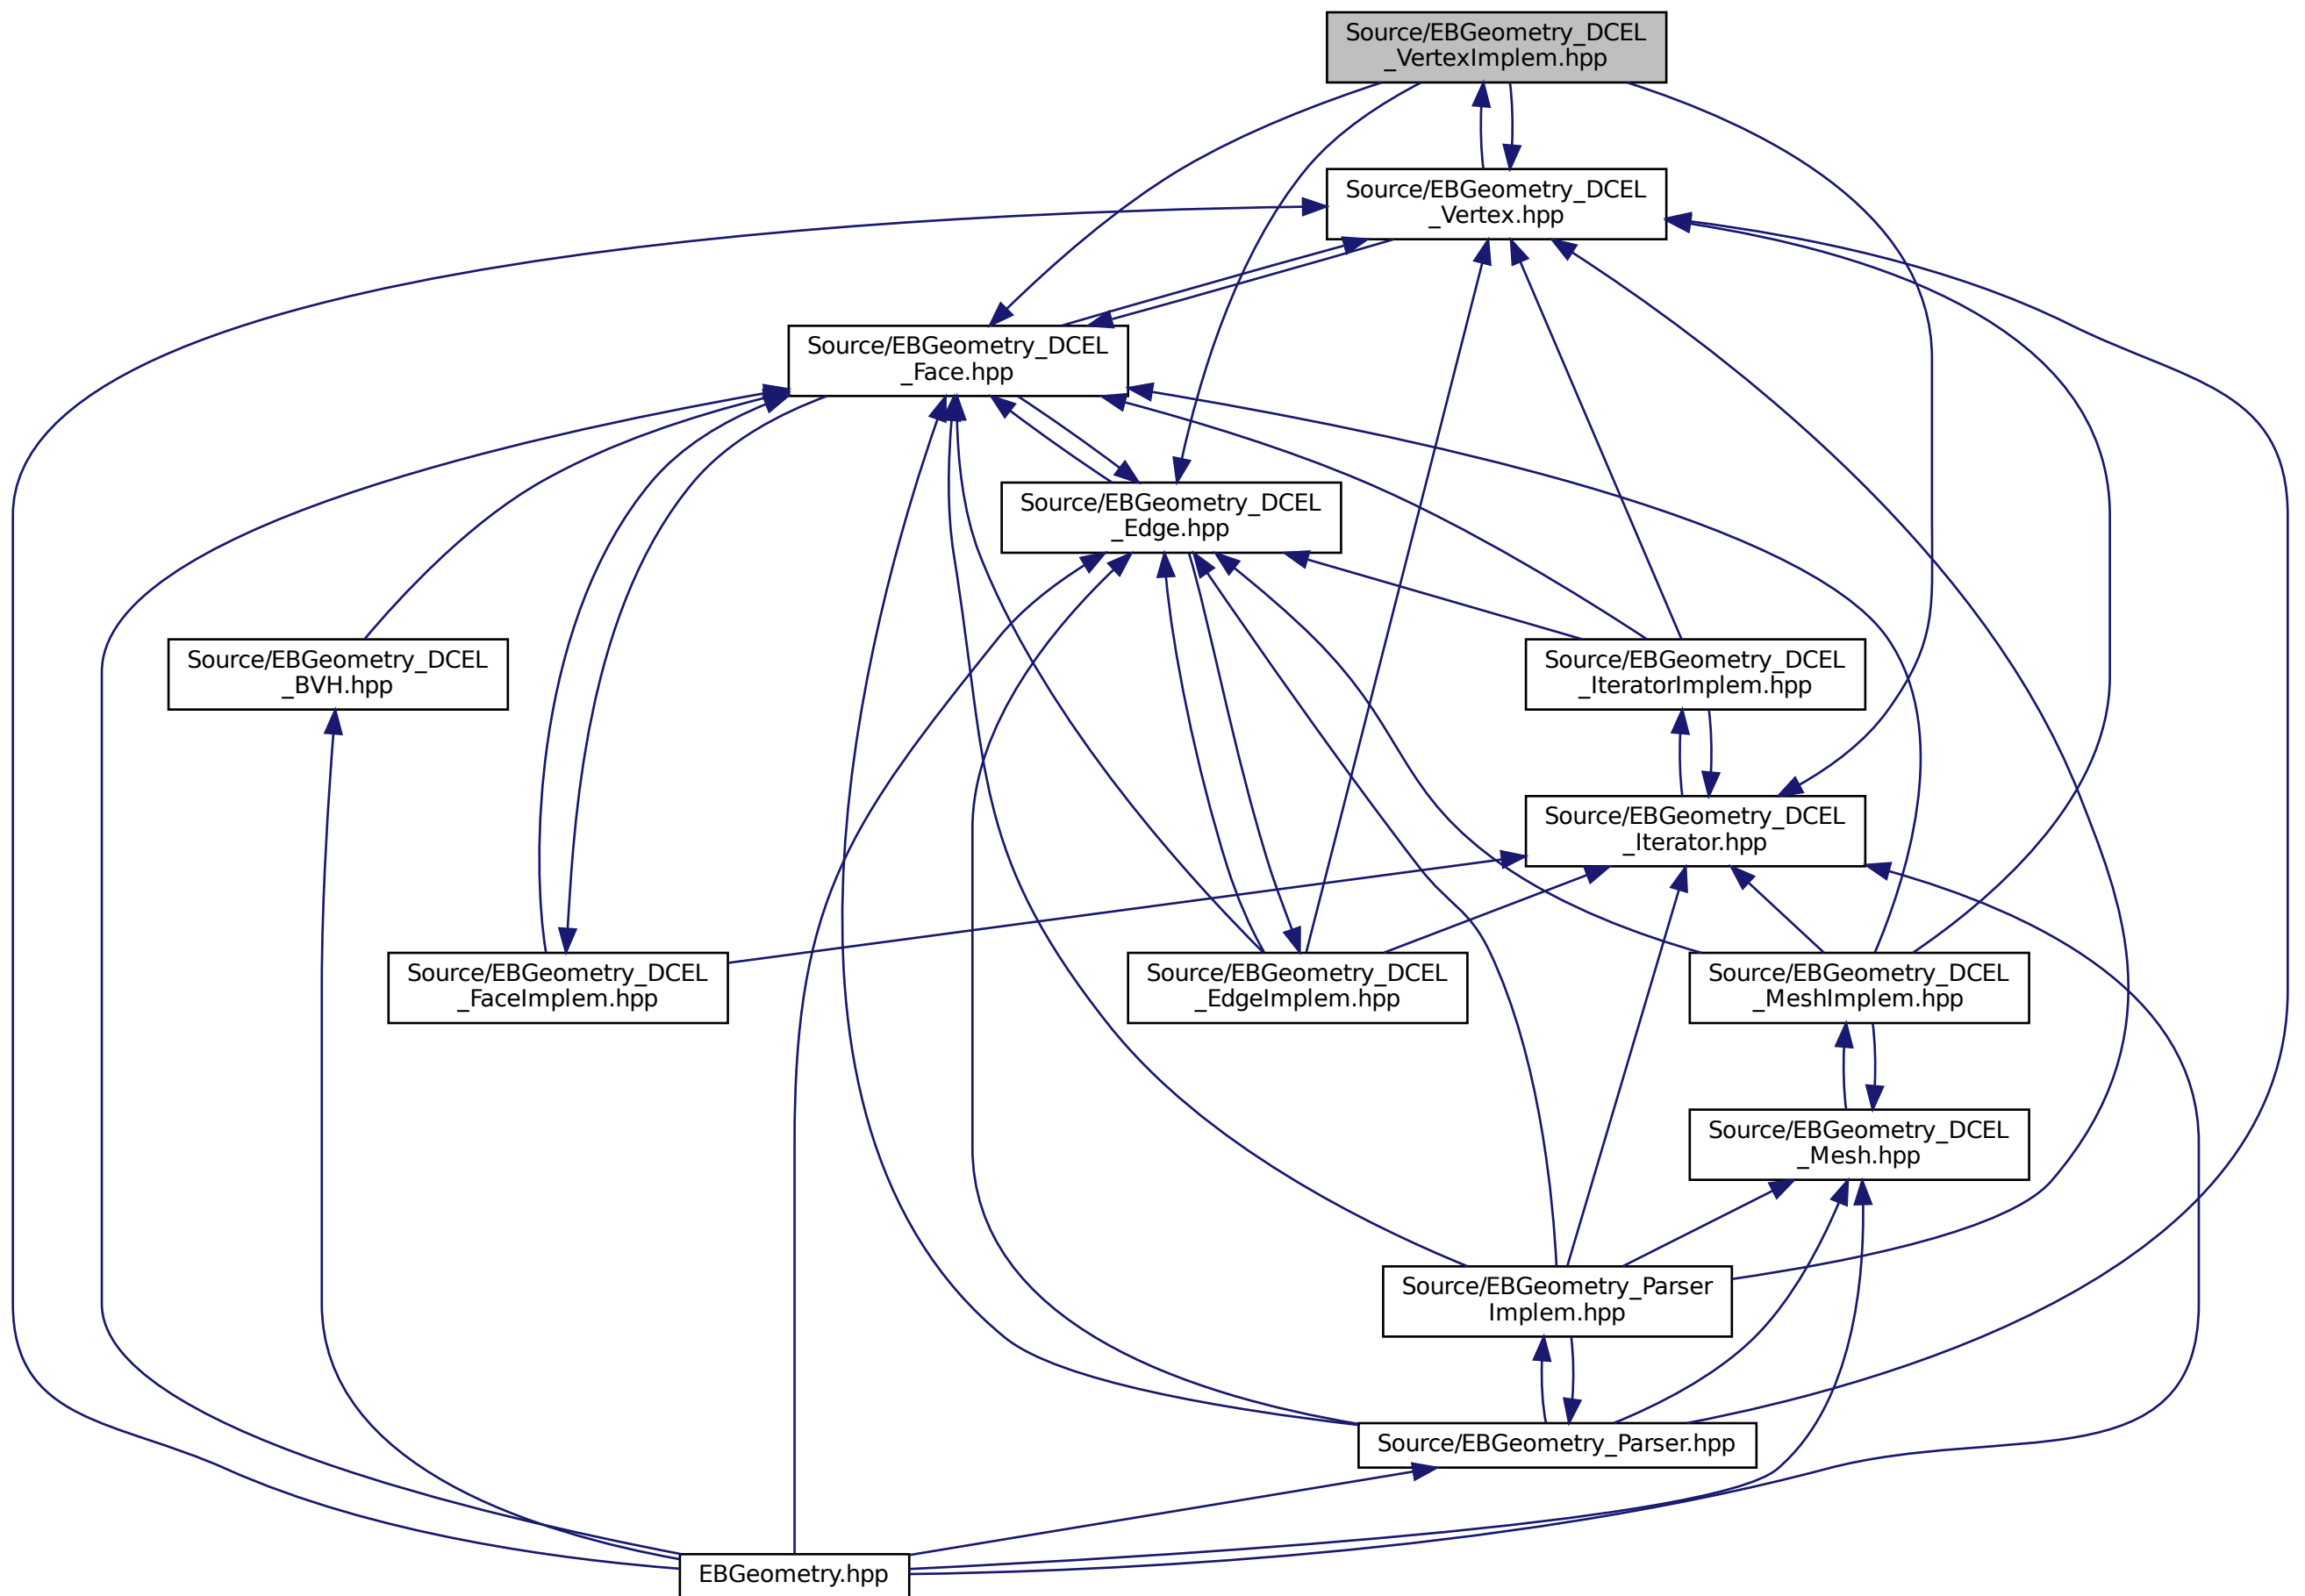 Source/EBGeometry_DCEL
_VertexImplem.hpp
Source/EBGeometry_DCEL
_Vertex.hpp
Source/EBGeometry_DCEL
_Face.hpp
Source/EBGeometry_DCEL
_Edge.hpp
Source/EBGeometry_DCEL
_BVH.hpp
Source/EBGeometry_DCEL
_IteratorImplem.hpp
Source/EBGeometry_DCEL
_Iterator.hpp
Source/EBGeometry_DCEL
_FaceImplem.hpp
Source/EBGeometry_DCEL
_EdgeImplem.hpp
Source/EBGeometry_DCEL
_MeshImplem.hpp
Source/EBGeometry_DCEL
_Mesh.hpp
Source/EBGeometry_Parser
Implem.hpp
Source/EBGeometry_Parser.hpp
EBGeometry.hpp